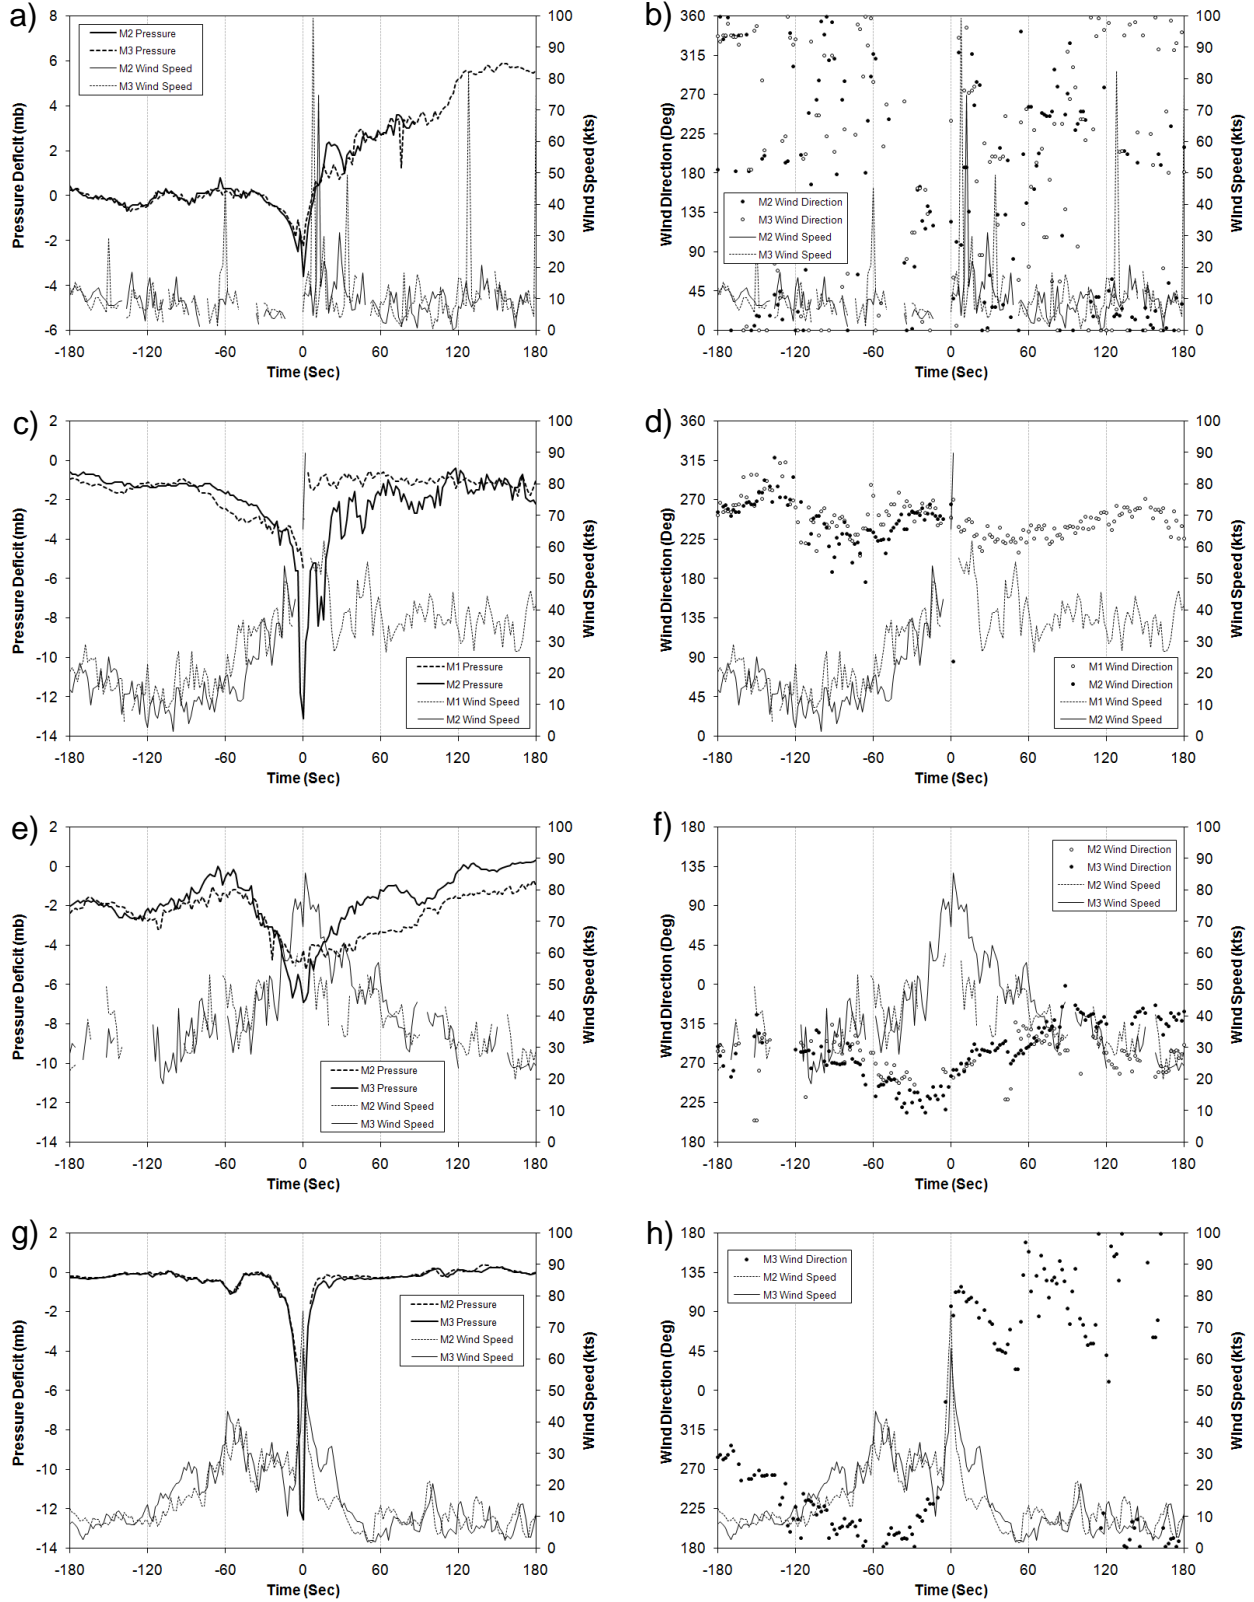 a)
8
6
4
2
0
-2
-4
-6
Pressure Deficit (mb)
M2 Pressure
M3 Pressure
M2 Wind Speed
M3 Wind Speed
100
90
80
70
60
50
40
30
20
10
0
Wind Speed (kts)
-180 -120 -60 0 60 120 180
Time (Sec)
b)
360
315
270
225
180
135
90
45
0
Wind Direction (Deg)
M2 Wind Direction
M3 Wind Direction
M2 Wind Speed
M3 Wind Speed
100
90
80
70
60
50
40
30
20
10
0
Wind Speed (kts)
-180 -120 -60 0 60 120 180
Time (Sec)
c)
2
0
-2
-4
-6
-8
-10
-12
-14
Pressure Deficit (mb)
M1 Pressure
M2 Pressure
M1 Wind Speed
M2 Wind Speed
100
90
80
70
60
50
40
30
20
10
0
Wind Speed (kts)
-180 -120 -60 0 60 120 180
Time (Sec)
d)
360
315
270
225
180
135
90
45
0
Wind Direction (Deg)
M1 Wind Direction
M2 Wind Direction
M1 Wind Speed
M2 Wind Speed
100
90
80
70
60
50
40
30
20
10
0
Wind Speed (kts)
-180 -120 -60 0 60 120 180
Time (Sec)
e)
2
0
-2
-4
-6
-8
-10
-12
-14
Pressure Deficit (mb)
M2 Pressure
M3 Pressure
M2 Wind Speed
M3 Wind Speed
100
90
80
70
60
50
40
30
20
10
0
Wind Speed (kts)
-180 -120 -60 0 60 120 180
Time (Sec)
f)
180
135
90
45
0
315
270
225
180
Wind Direction (Deg)
M2 Wind Direction
M3 Wind Direction
M2 Wind Speed
M3 Wind Speed
100
90
80
70
60
50
40
30
20
10
0
Wind Speed (kts)
-180 -120 -60 0 60 120 180
Time (Sec)
g)
2
0
-2
-4
-6
-8
-10
-12
-14
Pressure Deficit (mb)
M2 Pressure
M3 Pressure
M2 Wind Speed
M3 Wind Speed
100
90
80
70
60
50
40
30
20
10
0
Wind Speed (kts)
-180 -120 -60 0 60 120 180
Time (Sec)
h)
180
135
90
45
0
315
270
225
180
Wind Direction (Deg)
M3 Wind Direction
M2 Wind Speed
M3 Wind Speed
100
90
80
70
60
50
40
30
20
10
0
Wind Speed (kts)
-180 -120 -60 0 60 120 180
Time (Sec)